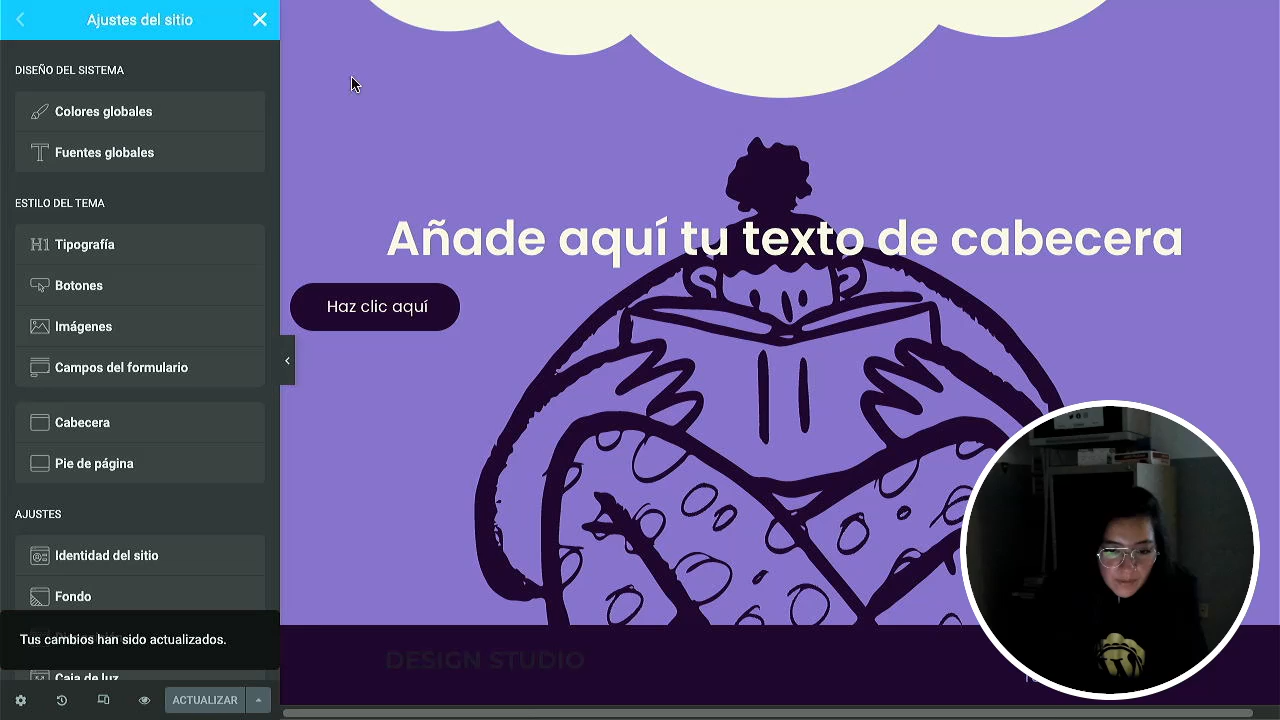 Ajustes del sitio
DISEÑO DEL SISTEMA
Colores globales
Fuentes globales
ESTILO DEL TEMA
H1 Tipografía
Botones
Imágenes
Campos del formulario
Cabecera
Pie de página
AJUSTES
Identidad del sitio
Fondo
Tus cambios han sido actualizados.
Caja de luz
ACTUALIZAR
Añade aquí tu texto de cabecera
Haz clic aquí
DESIGN STUDIO